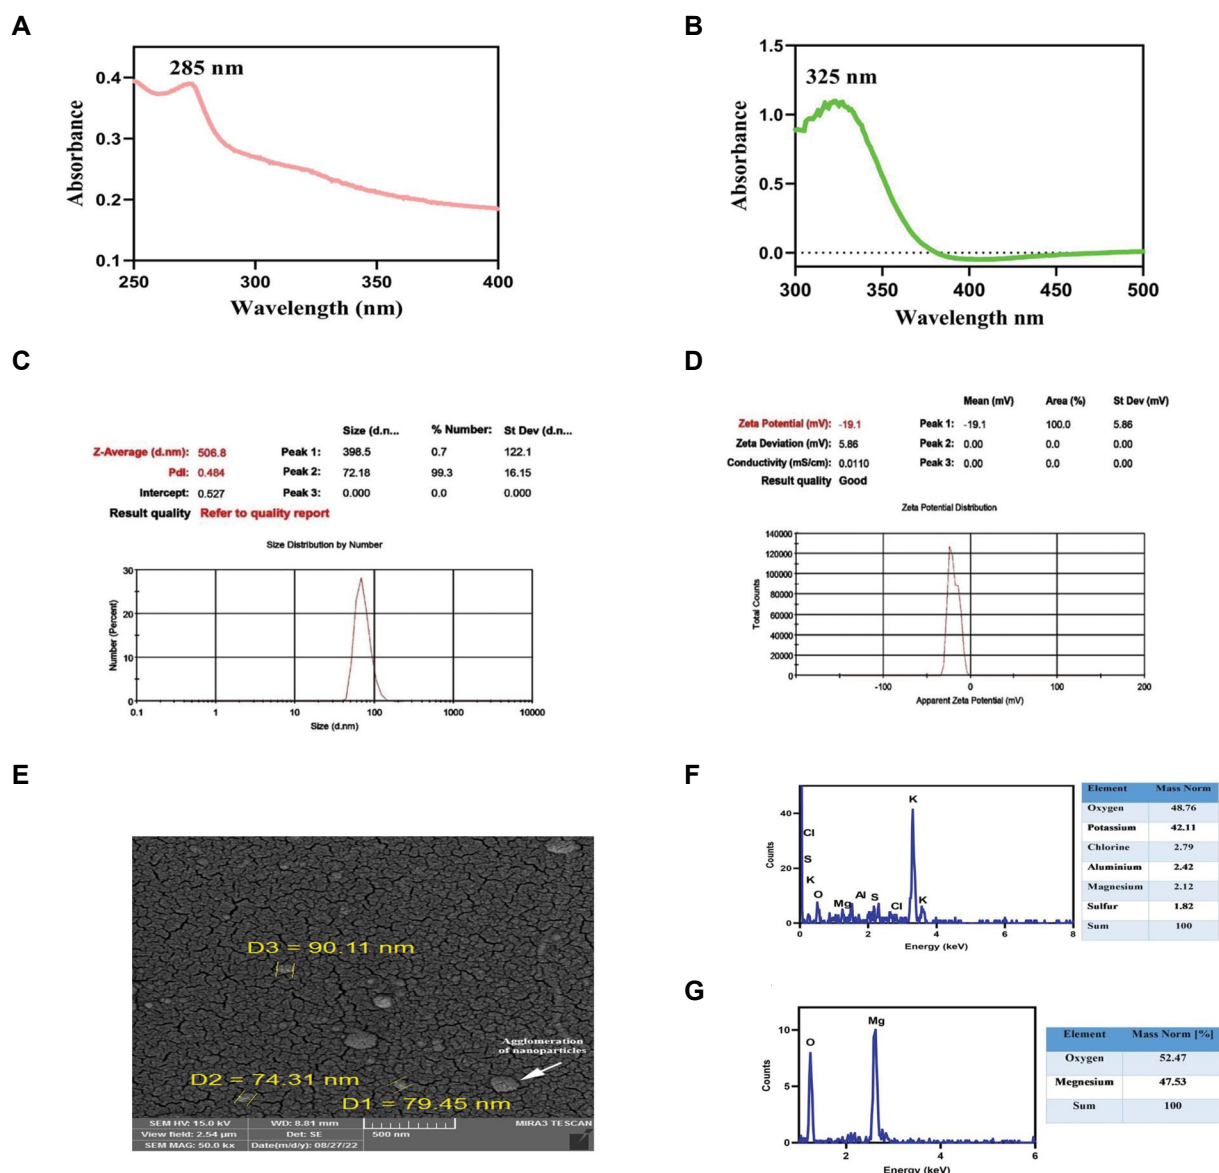 A
285 nm
Absorbance
0.4
0.3
0.2
0.1
250 300 350 400
Wavelength (nm)
B
325 nm
Absorbance
1.5
1.0
0.5
0.0
300 350 400 450 500
Wavelength nm
C
Size (d.n... % Number: St Dev (d.n...
Z-Average (d.nm): 506.8 Peak 1: 398.5 0.7 122.1
PdI: 0.484 Peak 2: 72.18 99.3 16.15
Intercept: 0.527 Peak 3: 0.000 0.0 0.000
Result quality Refer to quality report
Size Distribution by Number
Number (Percent)
30
20
10
0
0.1 1 10 100 1000 10000
Size (d.nm)
D
Mean (mV) Area (%) St Dev (mV)
Zeta Potential (mV): -19.1 Peak 1: -19.1 100.0 5.86
Zeta Deviation (mV): 5.86 Peak 2: 0.00 0.0 0.00
Conductivity (mS/cm): 0.0110 Peak 3: 0.00 0.0 0.00
Result quality Good
Zeta Potential Distribution
Total Counts
140000
120000
100000
80000
60000
40000
20000
0
-100 0 100 200
Apparent Zeta Potential (mV)
E
D3 = 90.11 nm
Agglomeration
of nanoparticles
D2 = 74.31 nm
D1 = 79.45 nm
SEM HV: 15.0 kV WD: 8.81 mm MIRA3 TESCAN
View field: 2.54 µm Det: SE 500 nm
SEM MAG: 50.0 kx Date(m/d/y): 08/27/22
F
Counts
40
20
0
Cl
S
K
O
Mg
Al
S
Cl
K
K
0 2 4 6 8
Energy (keV)
Element Mass Norm
Oxygen 48.76
Potassium 42.11
Chlorine 2.79
Aluminium 2.42
Magnesium 2.12
Sulfur 1.82
Sum 100
G
Counts
10
5
0
O
Mg
2 4 6
Energy (keV)
Element Mass Norm [%]
Oxygen 52.47
Megnesium 47.53
Sum 100